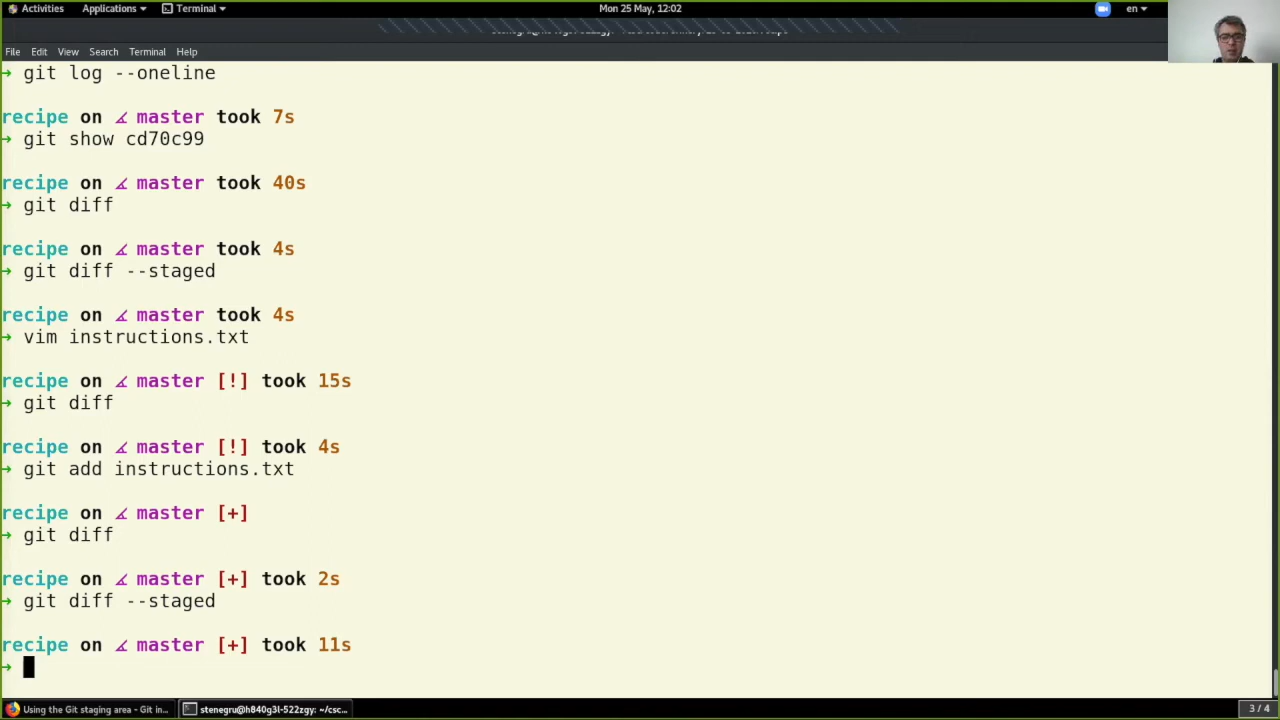 Activities Applications Terminal Mon 25 May, 12:02 en
File Edit View Search Terminal Help
→ git log --oneline
recipe on master took 7s
→ git show cd70c99
recipe on master took 40s
→ git diff
recipe on master took 4s
→ git diff --staged
recipe on master took 4s
→ vim instructions.txt
recipe on master [!] took 15s
→ git diff
recipe on master [!] took 4s
→ git add instructions.txt
recipe on master [+]
→ git diff
recipe on master [+] took 2s
→ git diff --staged
recipe on master [+] took 11s
→
Using the Git staging area - Git in... stenegru@h840g3l-522zgy: ~/csc... 3 / 4